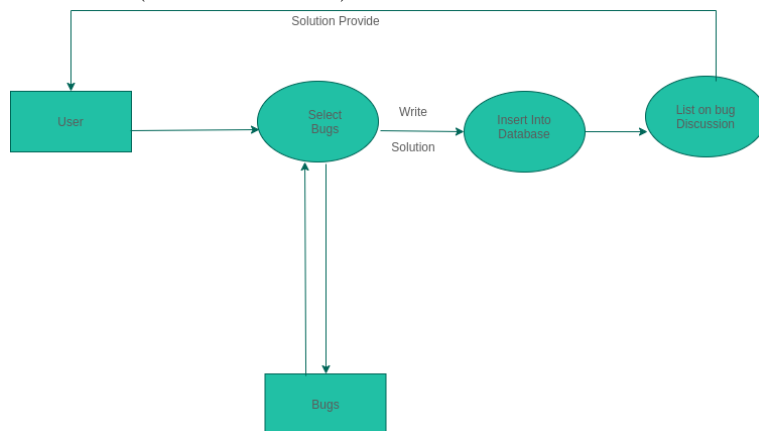 Solution Provide
User
Select
Bugs
Write
Solution
Insert Into
Database
List on bug
Discussion
Bugs